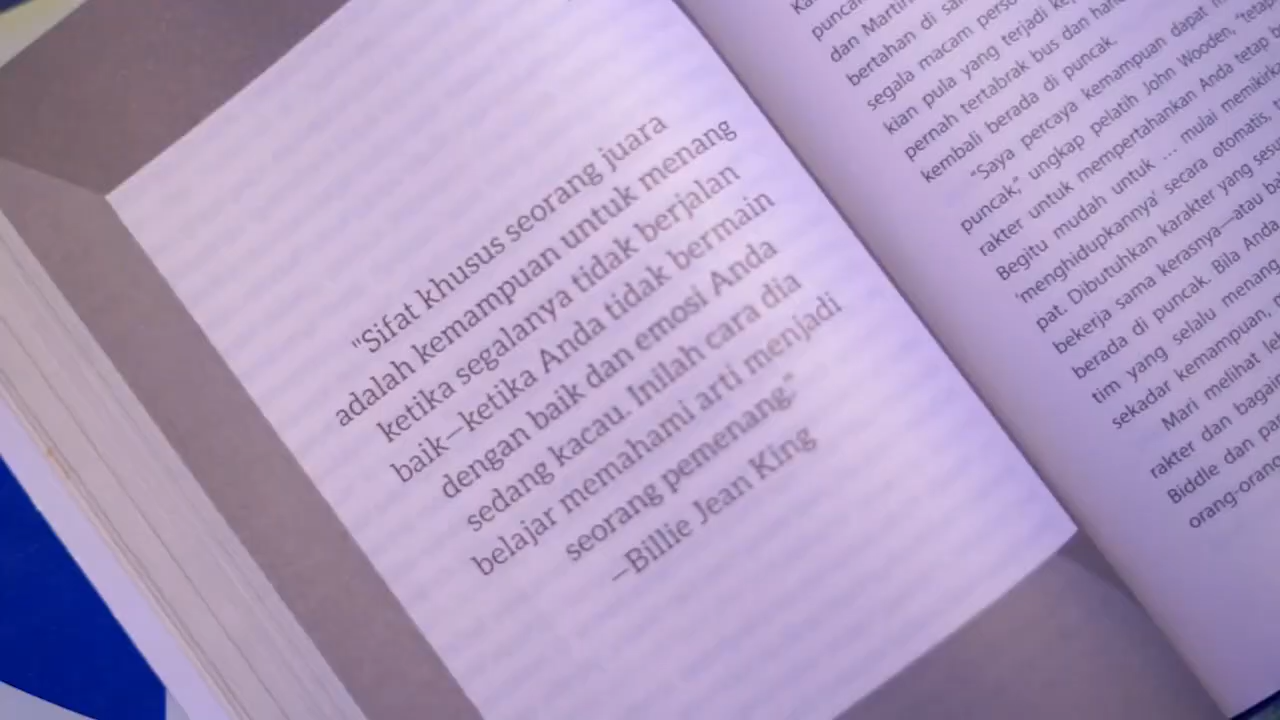 "Sifat khusus seorang juara
adalah kemampuan untuk menang
ketika segalanya tidak berjalan
baik—ketika Anda tidak bermain
dengan baik dan emosi Anda
sedang kacau. Inilah cara dia
belajar memahami arti menjadi
seorang pemenang."
—Billie Jean King
dan Martin
bertahan di
segala macam
kian pula yang terjadi
pernah tertabrak bus dan
kembali berada di puncak.
"Saya percaya kemampuan dapat
puncak," ungkap pelatih John Wooden,
rakter untuk mempertahankan Anda tetap
Begitu mudah untuk ... mulai
'menghidupkannya' secara otomatis,
pat. Dibutuhkan karakter yang
bekerja sama kerasnya—atau
berada di puncak. Bila Anda
tim yang selalu menang
sekadar kemampuan,
Mari melihat
rakter dan
Biddle dan